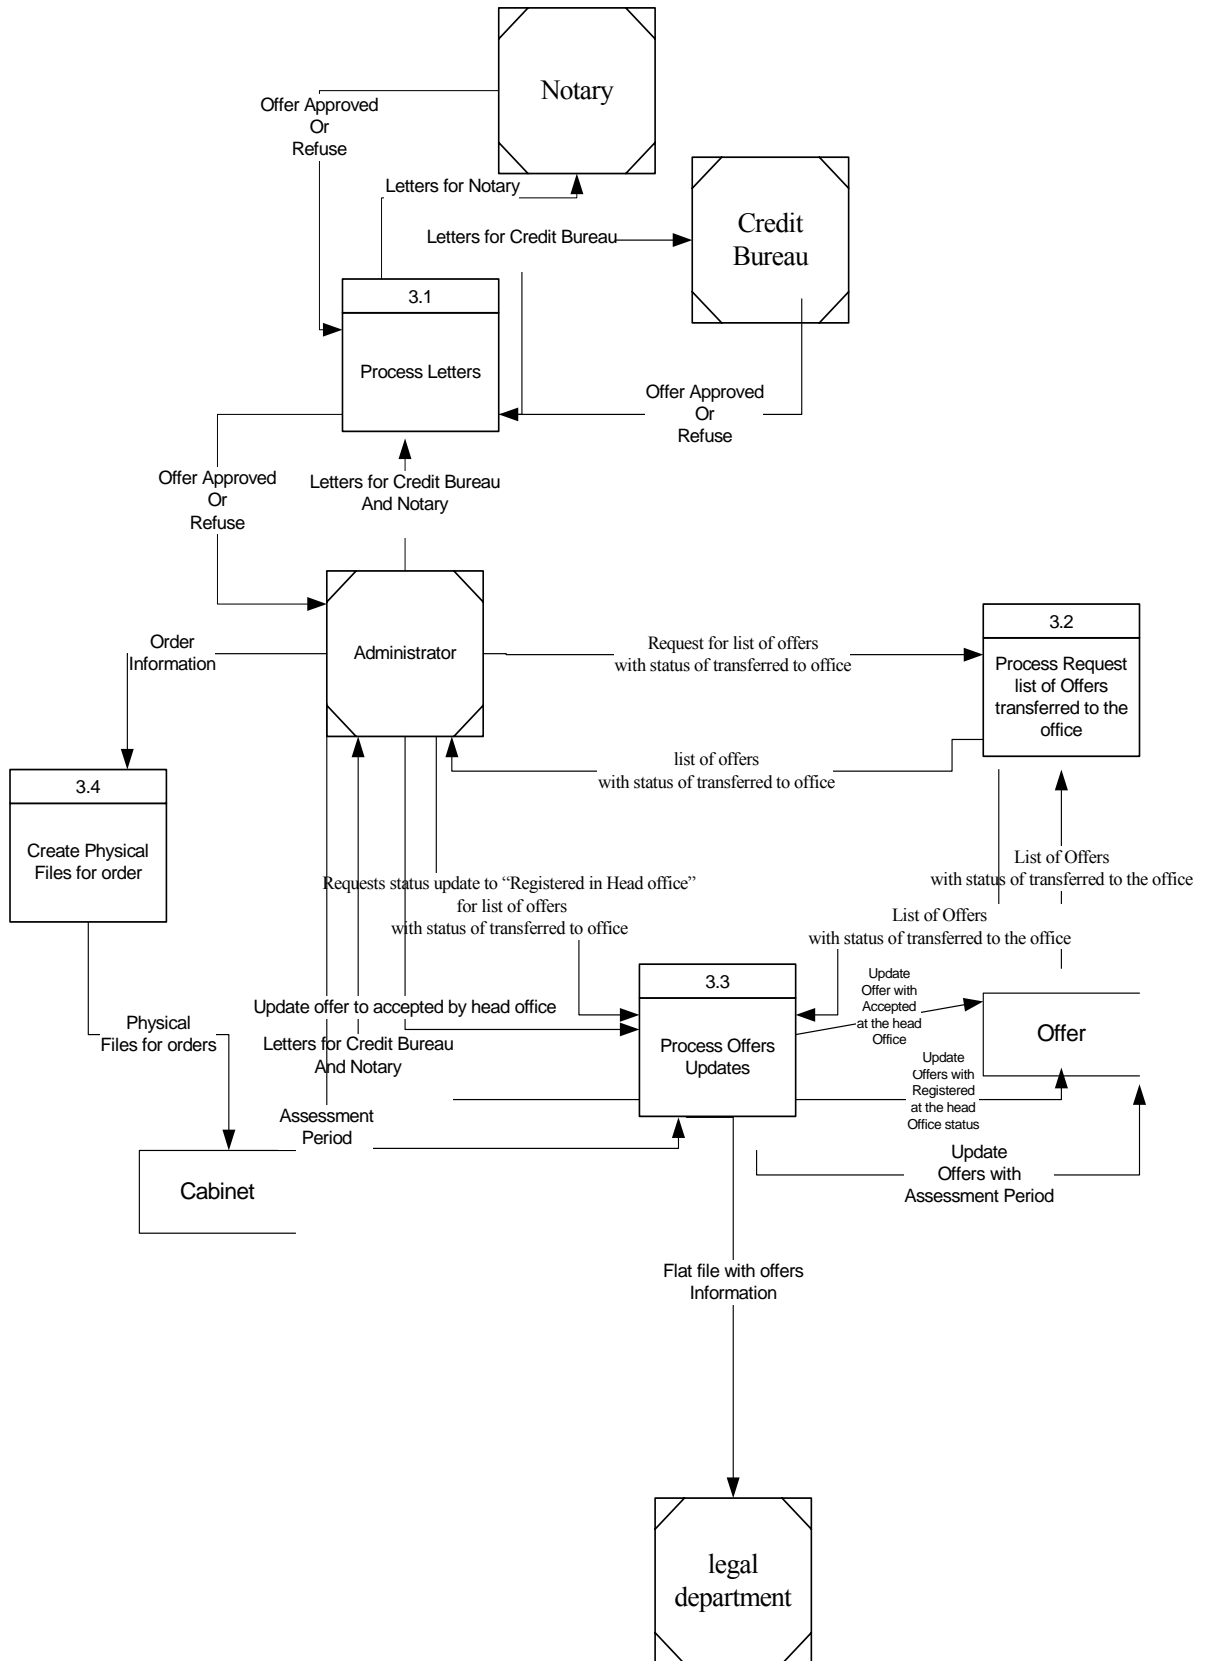 Notary
Offer Approved
Or
Refuse
Letters for Notary
Credit
Bureau
Letters for Credit Bureau
3.1
Process Letters
Offer Approved
Or
Refuse
Offer Approved
Or
Refuse
Letters for Credit Bureau
And Notary
Administrator
Order
Information
Request for list of offers
with status of transferred to office
3.2
Process Request
list of Offers
transferred to the
office
list of offers
with status of transferred to office
3.4
Create Physical
Files for order
List of Offers
with status of transferred to the office
Requests status update to “Registered in Head office”
for list of offers
with status of transferred to office
List of Offers
with status of transferred to the office
3.3
Process Offers
Updates
Update
Offer with
Accepted
at the head
Office
Offer
Update offer to accepted by head office
Physical
Files for orders
Letters for Credit Bureau
And Notary
Update
Offers with
Registered
at the head
Office status
Assessment
Period
Update
Offers with
Assessment Period
Cabinet
Flat file with offers
Information
legal
department